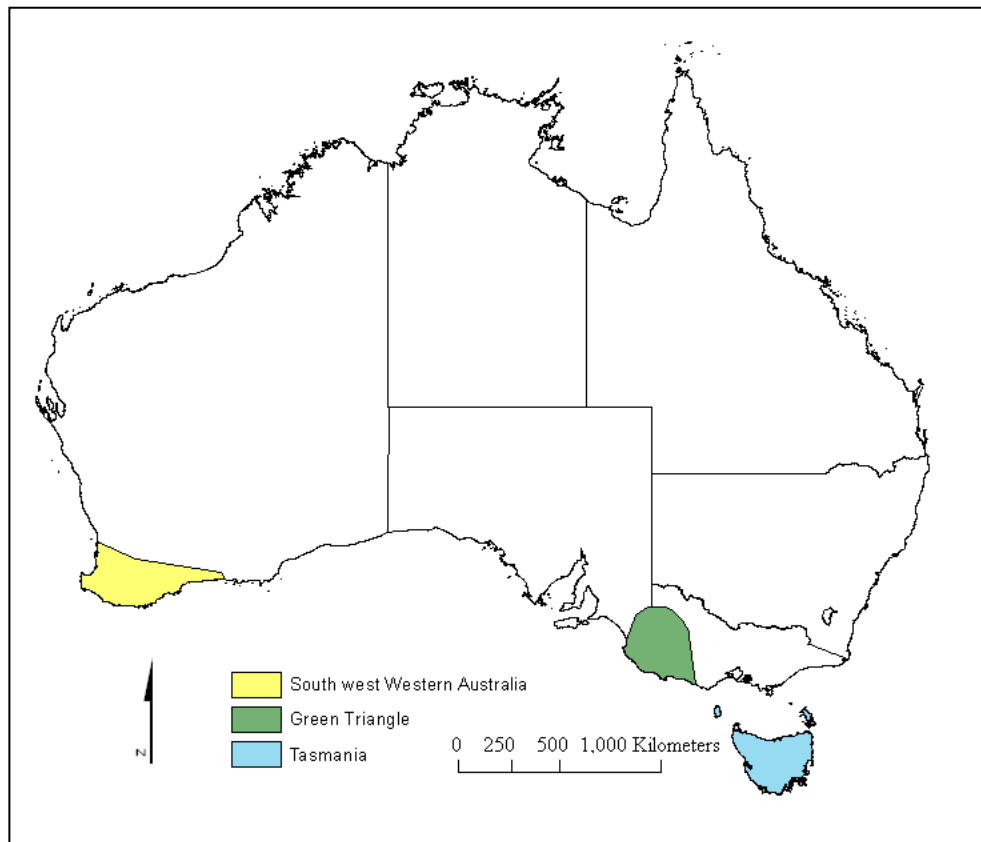 South west Western Australia
Green Triangle
Tasmania
0 250 500 1,000 Kilometers
N